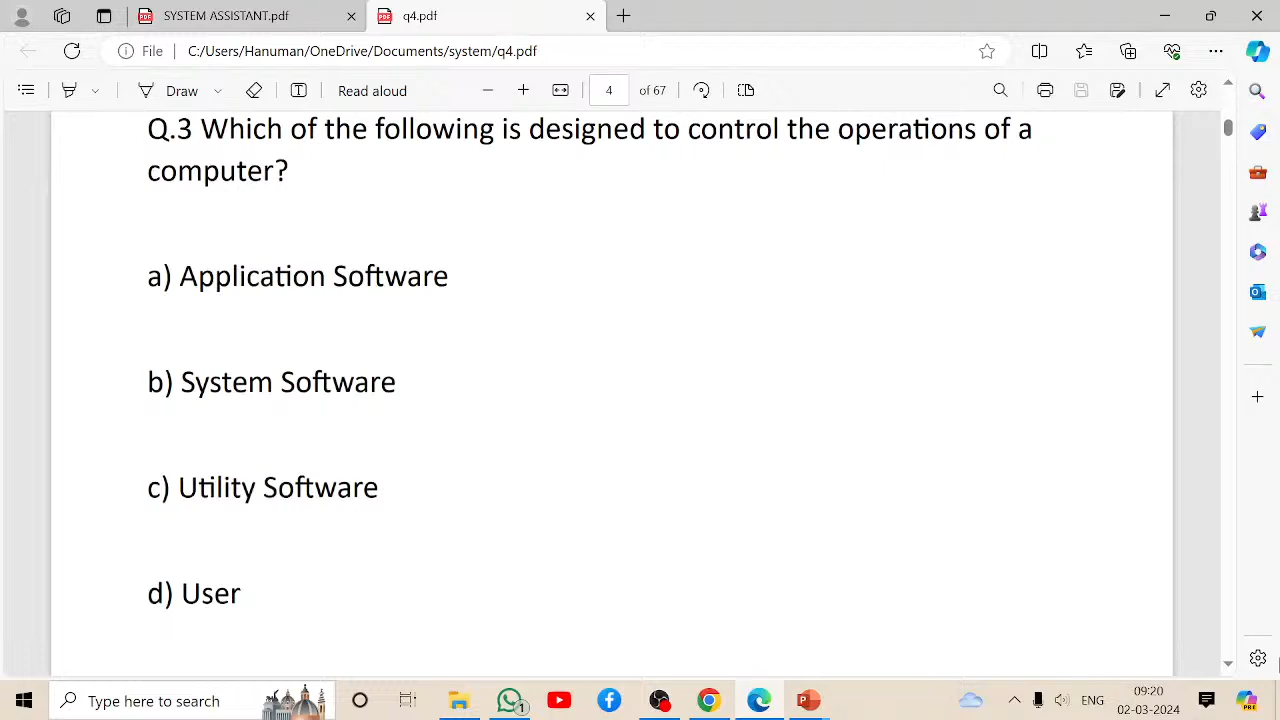 SYSTEM ASSISTANT.pdf
q4.pdf
File
C:/Users/Hanuman/OneDrive/Documents/system/q4.pdf
Draw
Read aloud
4
of 67
Q.3 Which of the following is designed to control the operations of a
computer?
a) Application Software
b) System Software
c) Utility Software
d) User
Type here to search
1
ENG
03:20
02-03-2024